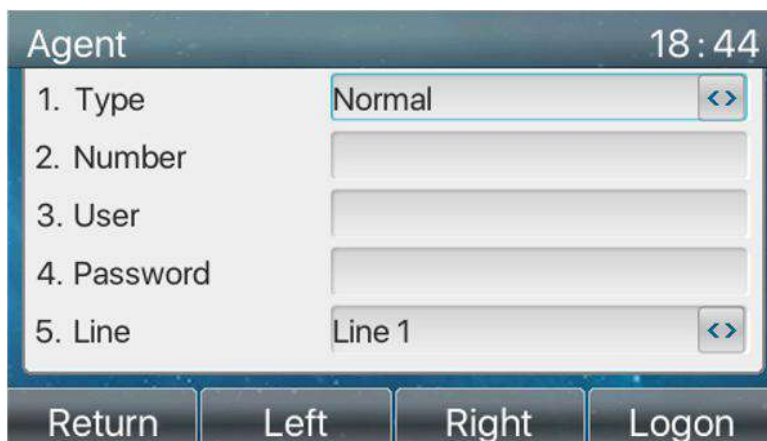 Agent 18:44
1. Type Normal <>
2. Number
3. User
4. Password
5. Line Line 1 <>
Return Left Right Logon